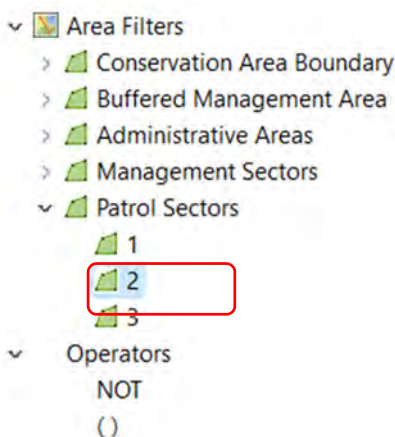 Area Filters
Conservation Area Boundary
Buffered Management Area
Administrative Areas
Management Sectors
Patrol Sectors
1
2
3
Operators
NOT
( )